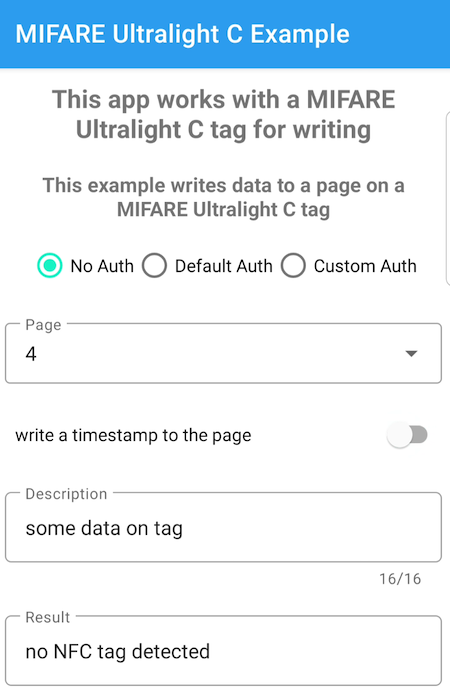 MIFARE Ultralight C Example
This app works with a MIFARE
Ultralight C tag for writing
This example writes data to a page on a
MIFARE Ultralight C tag
No Auth Default Auth Custom Auth
Page
4
write a timestamp to the page
Description
some data on tag
16/16
Result
no NFC tag detected